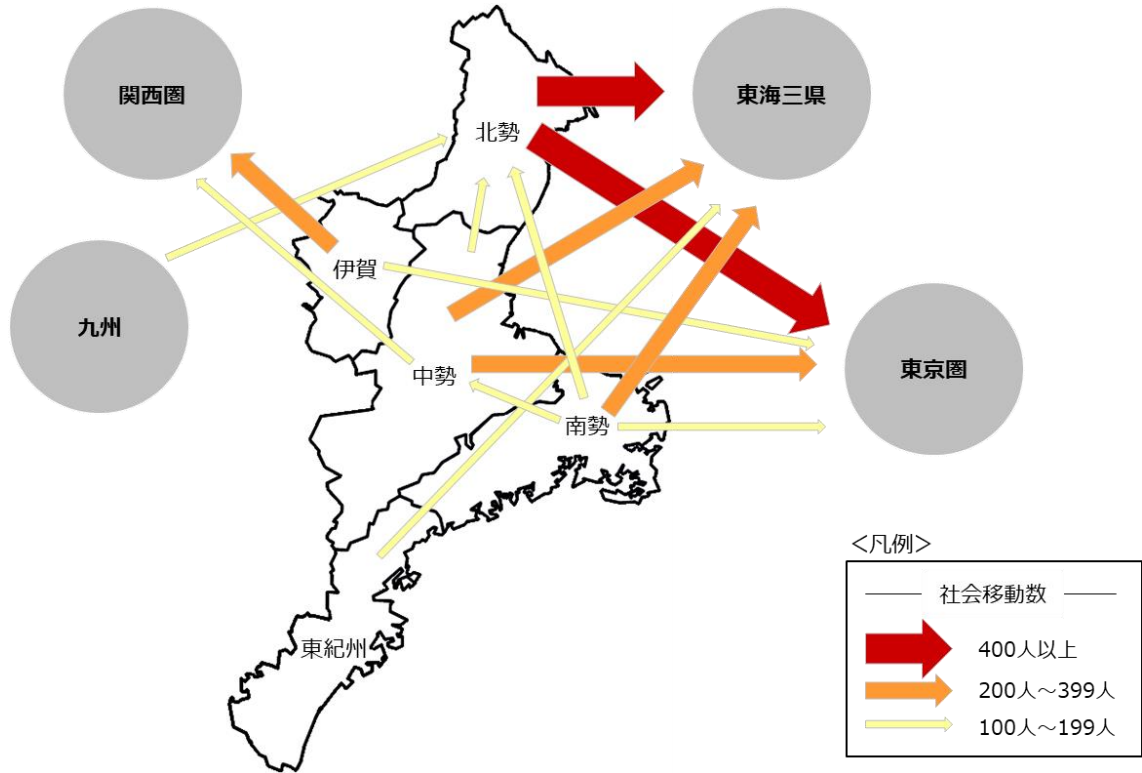 関西圏
東海三県
北勢
伊賀
九州
中勢
東京圏
南勢
東紀州
＜凡例＞
社会移動数
400人以上
200人～399人
100人～199人